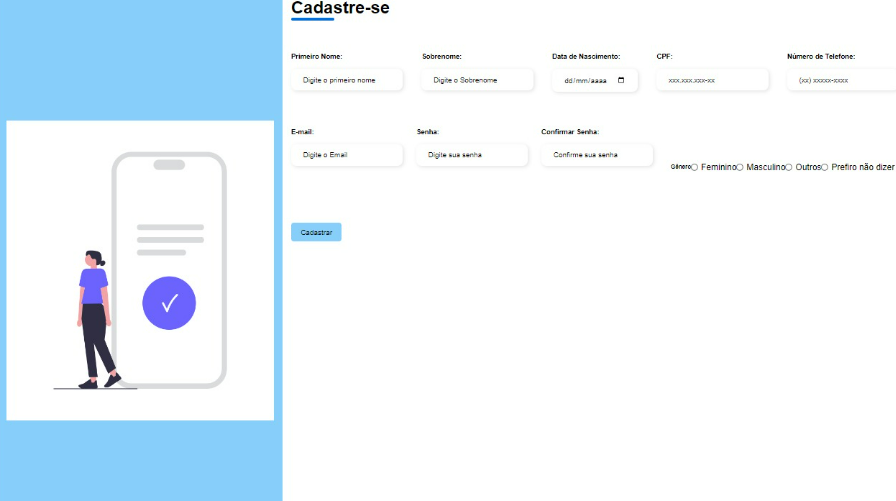 Cadastre-se
Primeiro Nome: Sobrenome: Data de Nascimento: CPF: Número de Telefone:
Digite o primeiro nome Digite o Sobrenome dd/mm/aaaa xxx.xxx.xxx-xx (xx) xxxxx-xxxx
E-mail: Senha: Confirmar Senha:
Digite o Email Digite sua senha Confirme sua senha
Gênero Feminino Masculino Outros Prefiro não dizer
Cadastrar